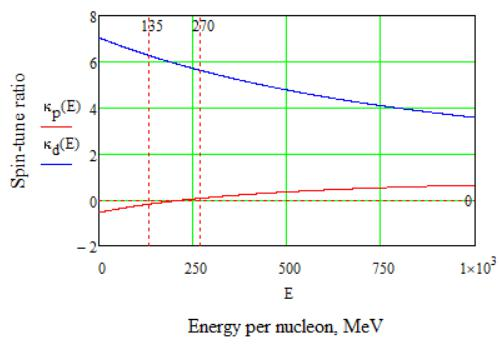 8
135 270
6
κp(E)
4
κd(E)
2
0
0
−2
0 250 500 750 1×10³
E
Spin-tune ratio
Energy per nucleon, MeV